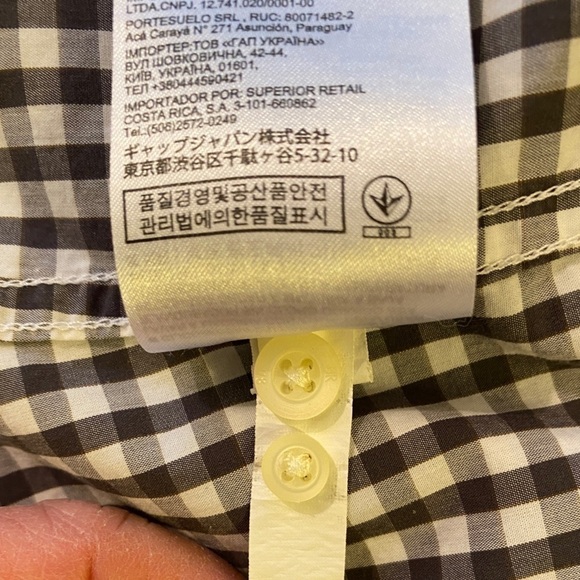 LTDA.CNPJ. 12.741.020/0001-00
PORTESUELO SRL , RUC: 80071482-2
Acá Carayá N° 271 Asunción, Paraguay
ІМПОРТЕР:ТОВ «ГАП УКРАЇНА»
ВУЛ ШОВКОВИЧНА, 42-44,
КИЇВ, УКРАЇНА, 01601,
ТЕЛ +380444590421
IMPORTADOR POR: SUPERIOR RETAIL
COSTA RICA, S.A. 3-101-660862
Tel.:(506)2572-0249
ギャップジャパン株式会社
東京都渋谷区千駄ヶ谷5-32-10
품질경영및공산품안전
관리법에의한품질표시